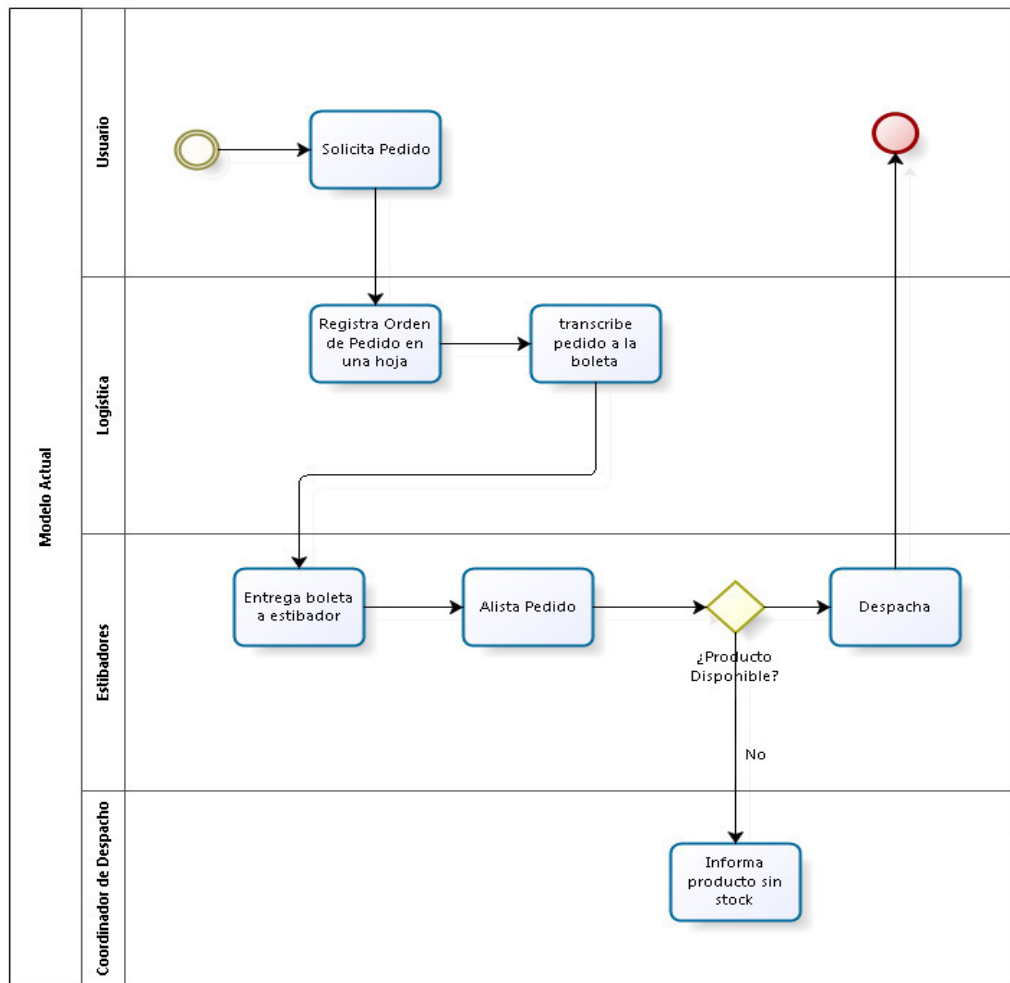 Modelo Actual
Usuario
Solicita Pedido
Logística
Registra Orden
de Pedido en
una hoja
transcribe
pedido a la
boleta
Estibadores
Entrega boleta
a estibador
Alista Pedido
¿Producto
Disponible?
Despacha
No
Coordinador de Despacho
Informa
producto sin
stock